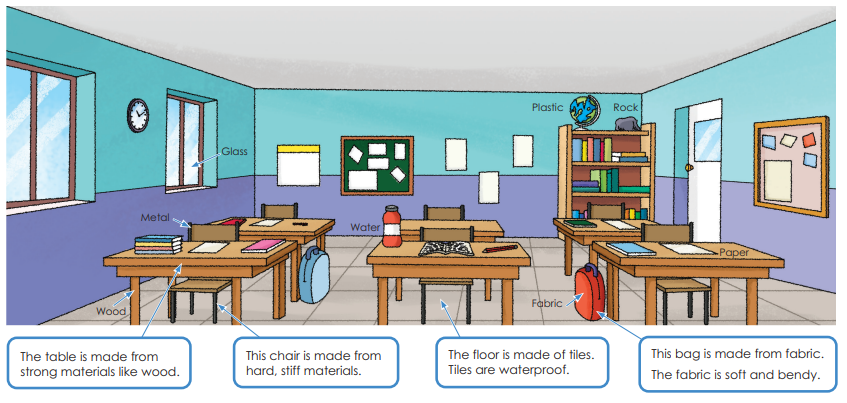 Plastic
Rock
Glass
Metal
Water
Paper
Wood
Fabric
The table is made from
strong materials like wood.
This chair is made from
hard, stiff materials.
The floor is made of tiles.
Tiles are waterproof.
This bag is made from fabric.
The fabric is soft and bendy.